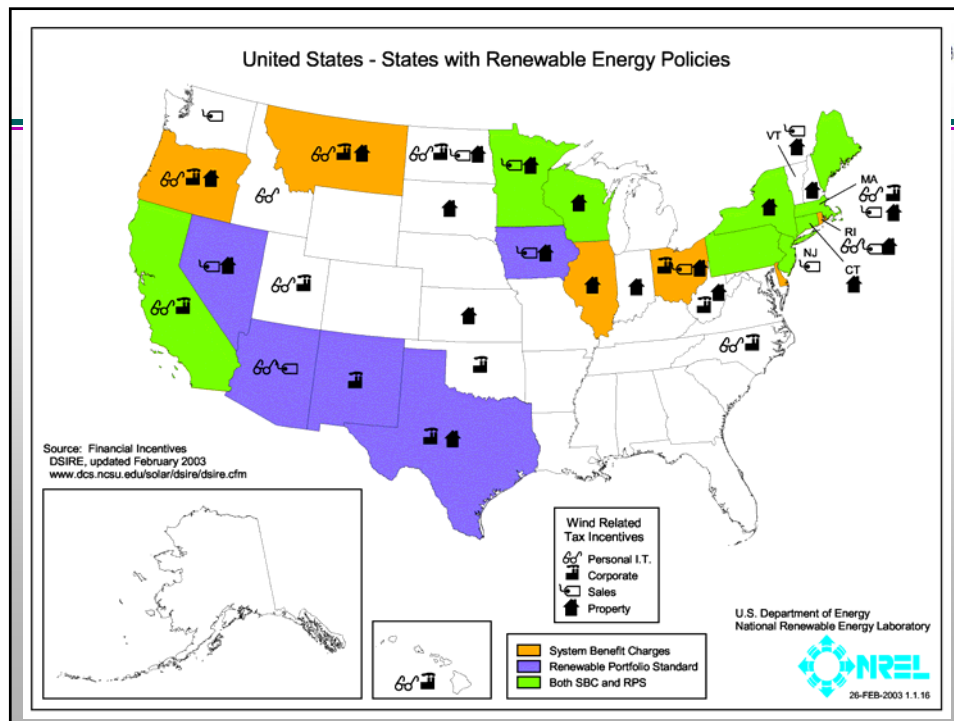 United States - States with Renewable Energy Policies
VT
MA
RI
NJ
CT
Source: Financial Incentives
DSIRE, updated February 2003
www.dcs.ncsu.edu/solar/dsire/dsire.cfm
Wind Related
Tax Incentives
Personal I.T.
Corporate
Sales
Property
System Benefit Charges
Renewable Portfolio Standard
Both SBC and RPS
U.S. Department of Energy
National Renewable Energy Laboratory
NREL
26-FEB-2003 1.1.16